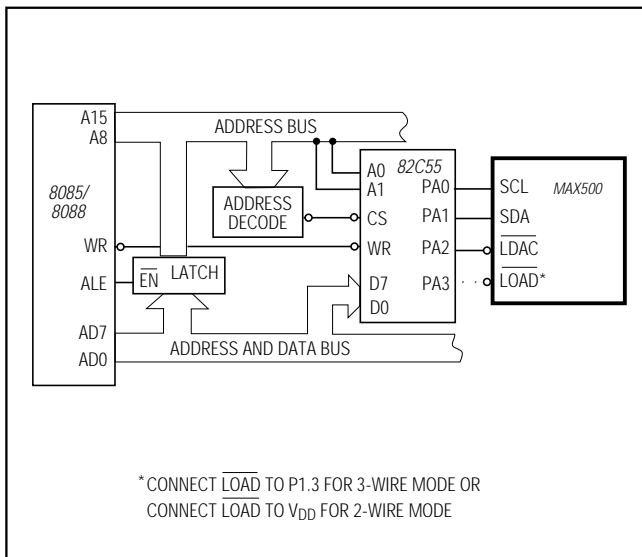 A15
A8
ADDRESS BUS
8085/
8088
ADDRESS
DECODE
A0
A1
82C55
PA0
SCL
MAX500
CS
PA1
SDA
WR
WR
PA2
LDAC
ALE
EN LATCH
D7
PA3
LOAD*
D0
AD7
AD0
ADDRESS AND DATA BUS
*CONNECT LOAD TO P1.3 FOR 3-WIRE MODE OR
CONNECT LOAD TO VDD FOR 2-WIRE MODE